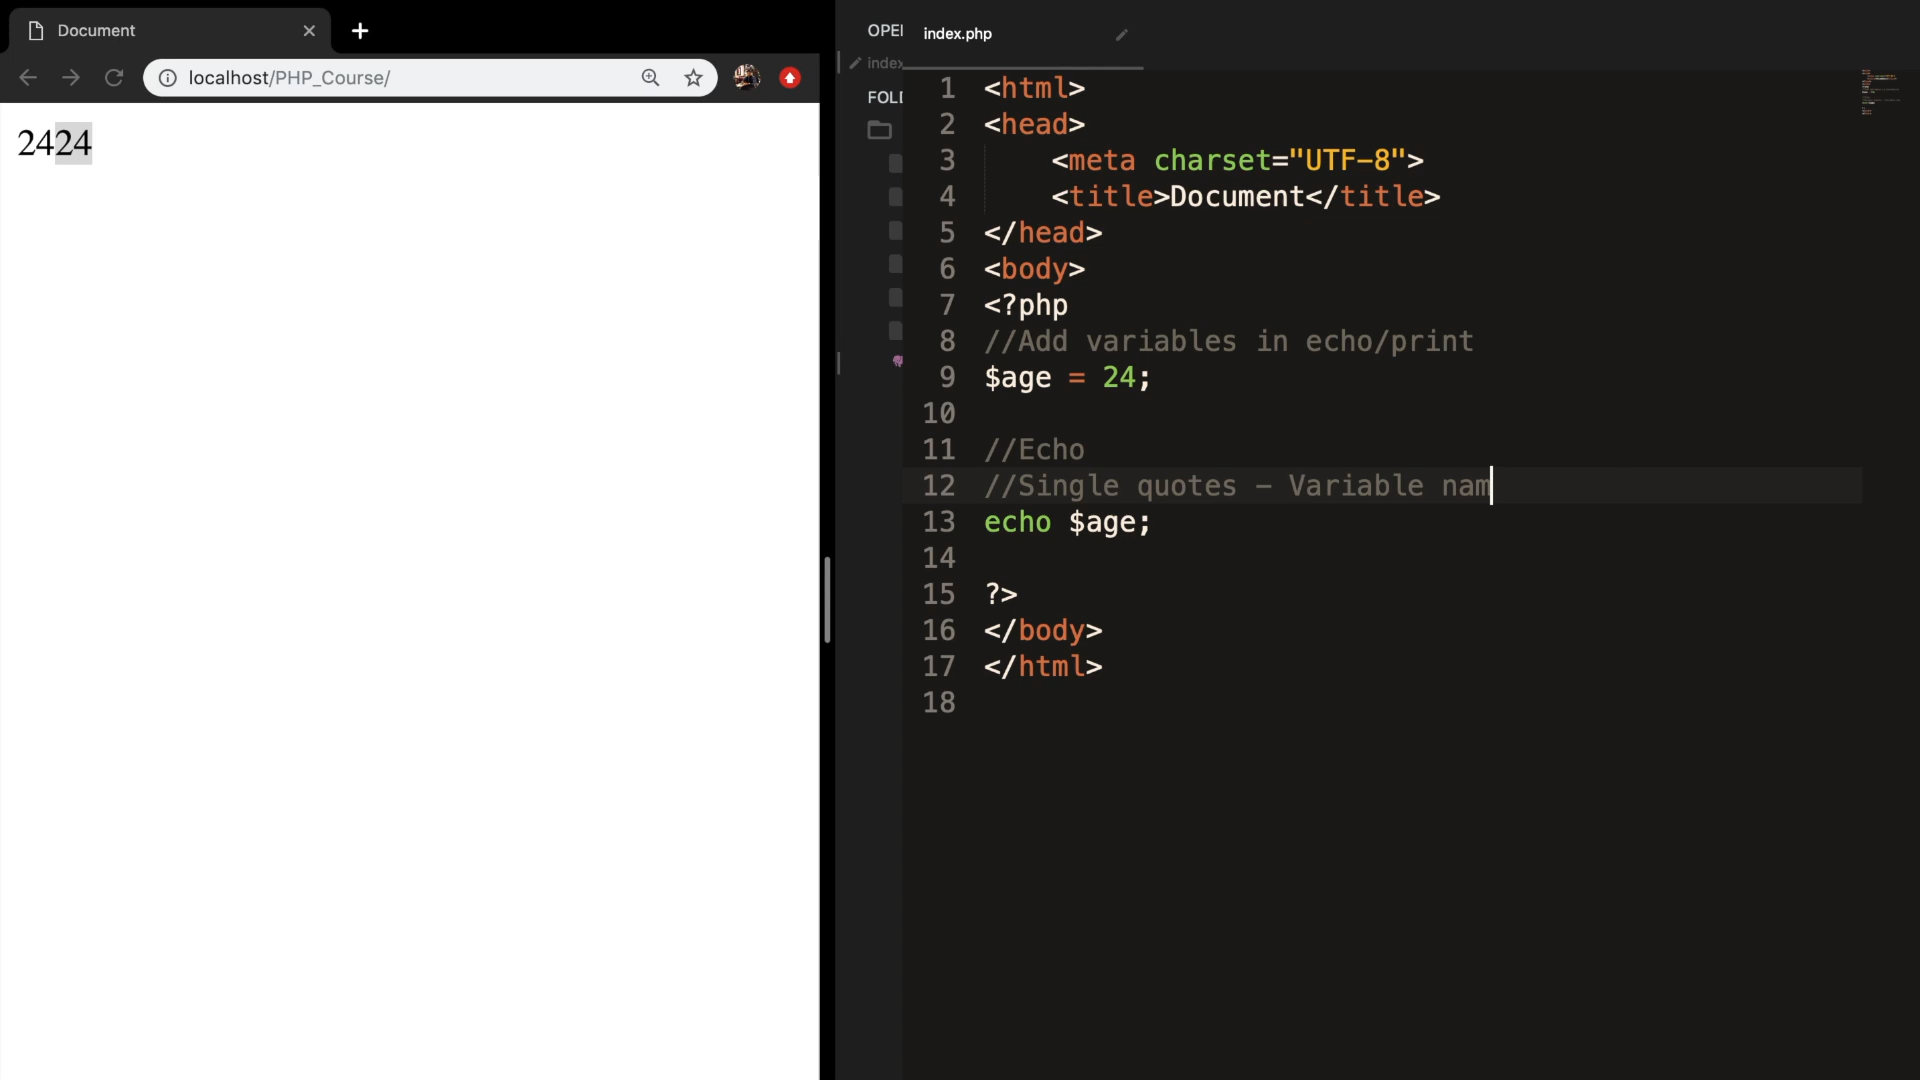 Document
localhost/PHP_Course/
2424
OPE
index
FOL
index.php
1 <html>
2 <head>
3 <meta charset="UTF-8">
4 <title>Document</title>
5 </head>
6 <body>
7 <?php
8 //Add variables in echo/print
9 $age = 24;
10
11 //Echo
12 //Single quotes - Variable nam
13 echo $age;
14
15 ?>
16 </body>
17 </html>
18